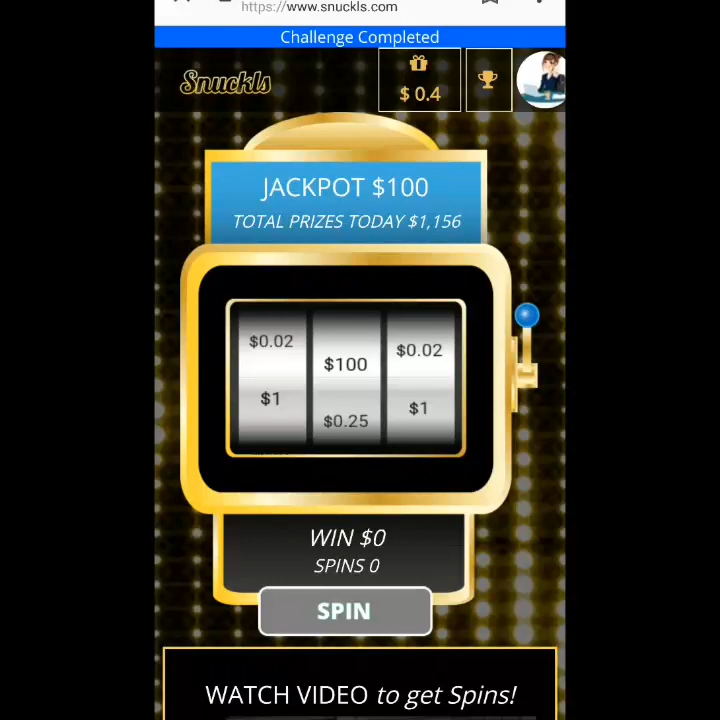 https://www.snuckls.com
Challenge Completed
Snuckls
$ 0.4
JACKPOT $100
TOTAL PRIZES TODAY $1,156
$0.02 $100 $0.02
$1 $0.25 $1
WIN $0
SPINS 0
SPIN
WATCH VIDEO to get Spins!